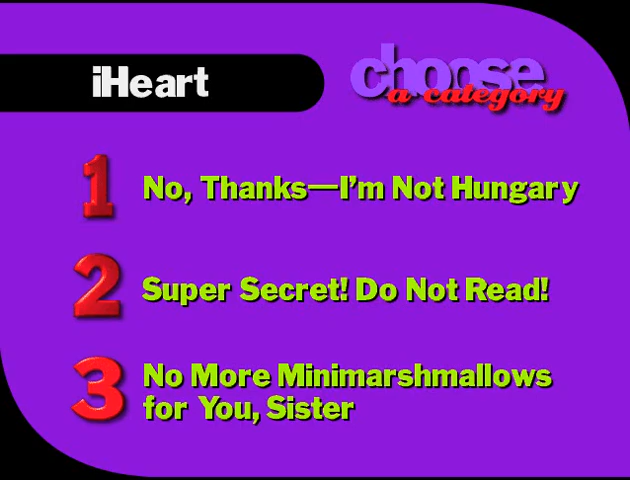 iHeart
choose
a category
1 No, Thanks—I'm Not Hungary
2 Super Secret! Do Not Read!
3 No More Minimarshmallows
for You, Sister